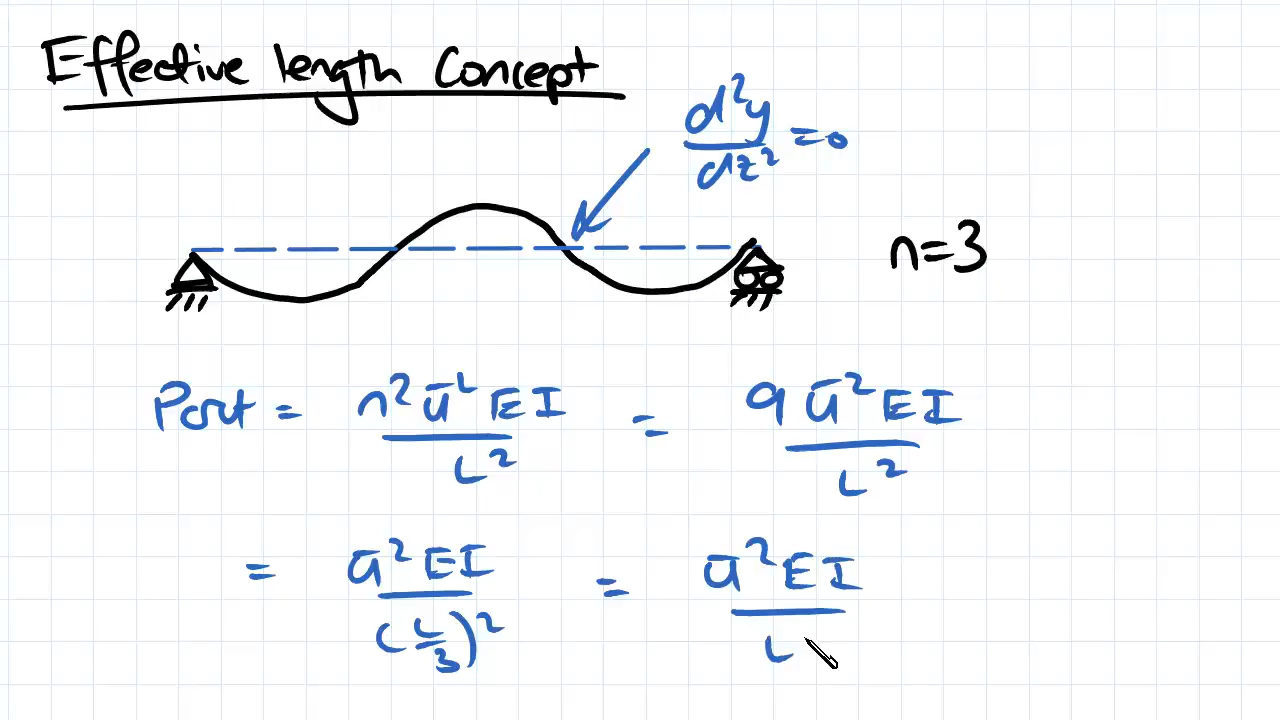 Effective length Concept
d²y/dz² = 0
n=3
Pcrit = n²π²EI/L² = 9π²EI/L²
= π²EI/(L/3)² = π²EI/L